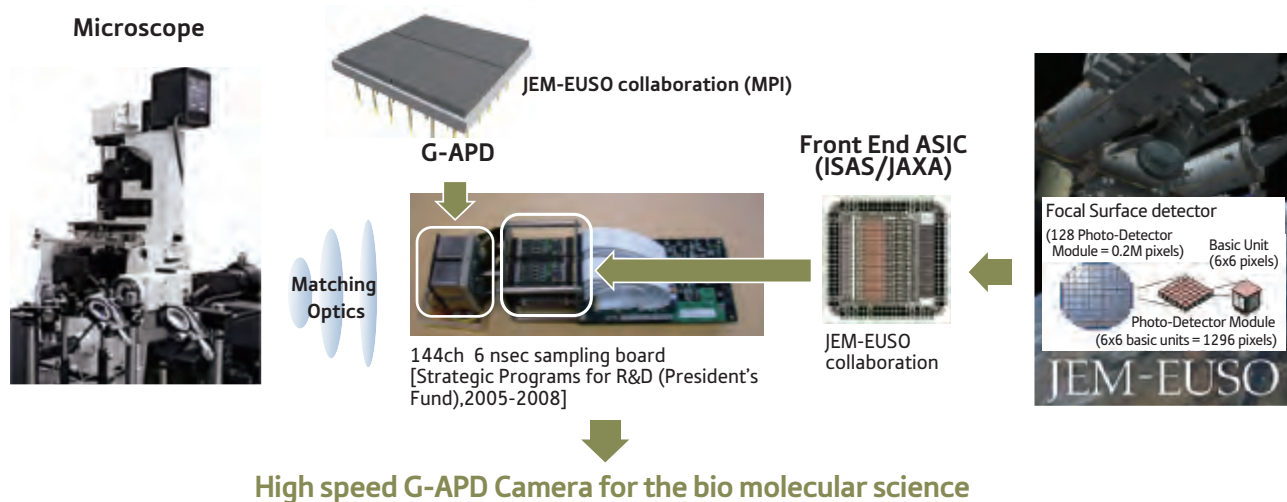 Microscope
JEM-EUSO collaboration (MPI)
G-APD
Front End ASIC
(ISAS/JAXA)
Matching
Optics
144ch 6 nsec sampling board
[Strategic Programs for R&D (President's
Fund),2005-2008]
JEM-EUSO
collaboration
Focal Surface detector
(128 Photo-Detector
Module = 0.2M pixels)
Basic Unit
(6x6 pixels)
Photo-Detector Module
(6x6 basic units = 1296 pixels)
JEM-EUSO
High speed G-APD Camera for the bio molecular science